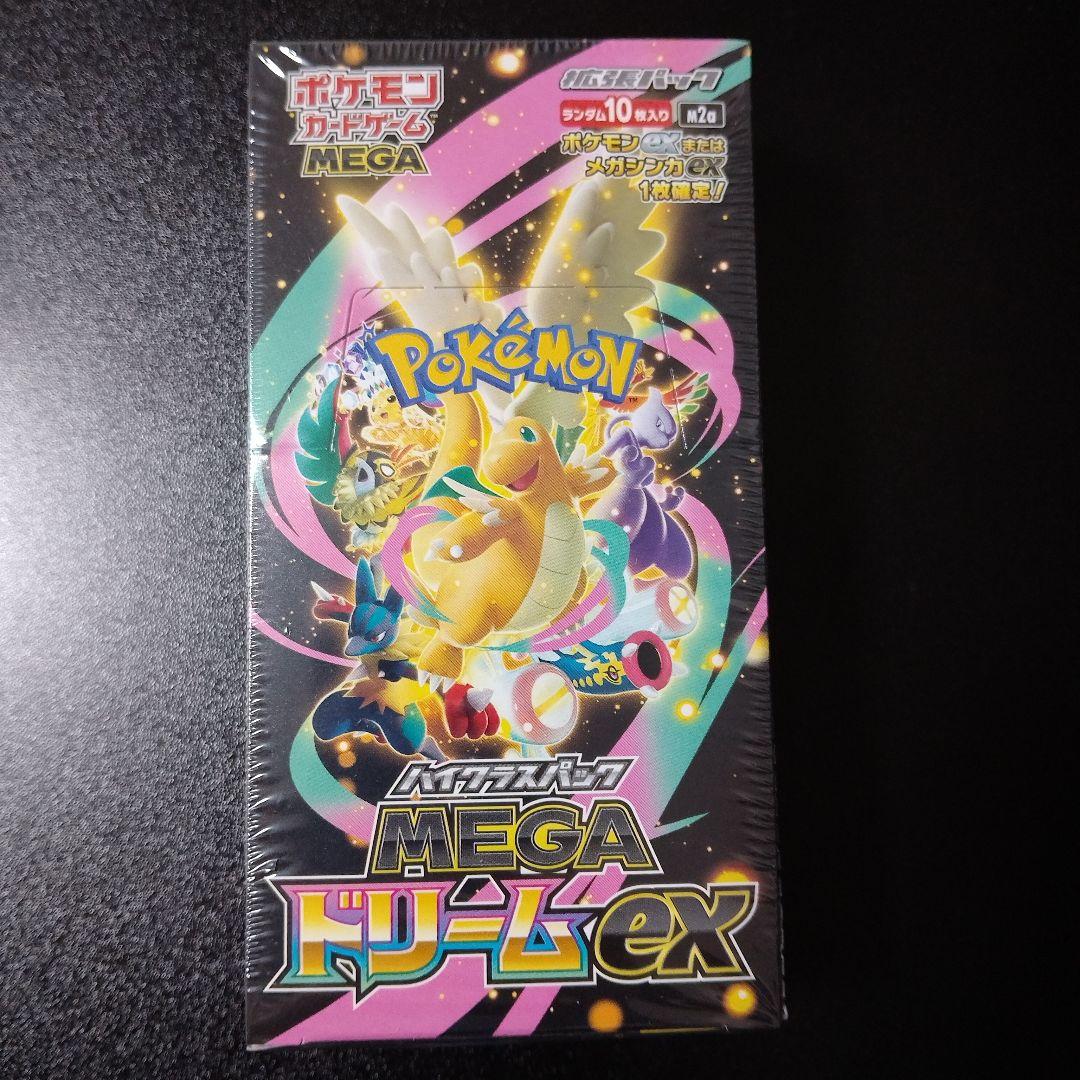 ポケモン
カードゲーム
MEGA
拡張パック
ランダム10枚入り M2a
ポケモンexまたは
メガシンカex
1枚確定!
POKéMON
TM
ハイクラスパック
MEGA
ドリームex